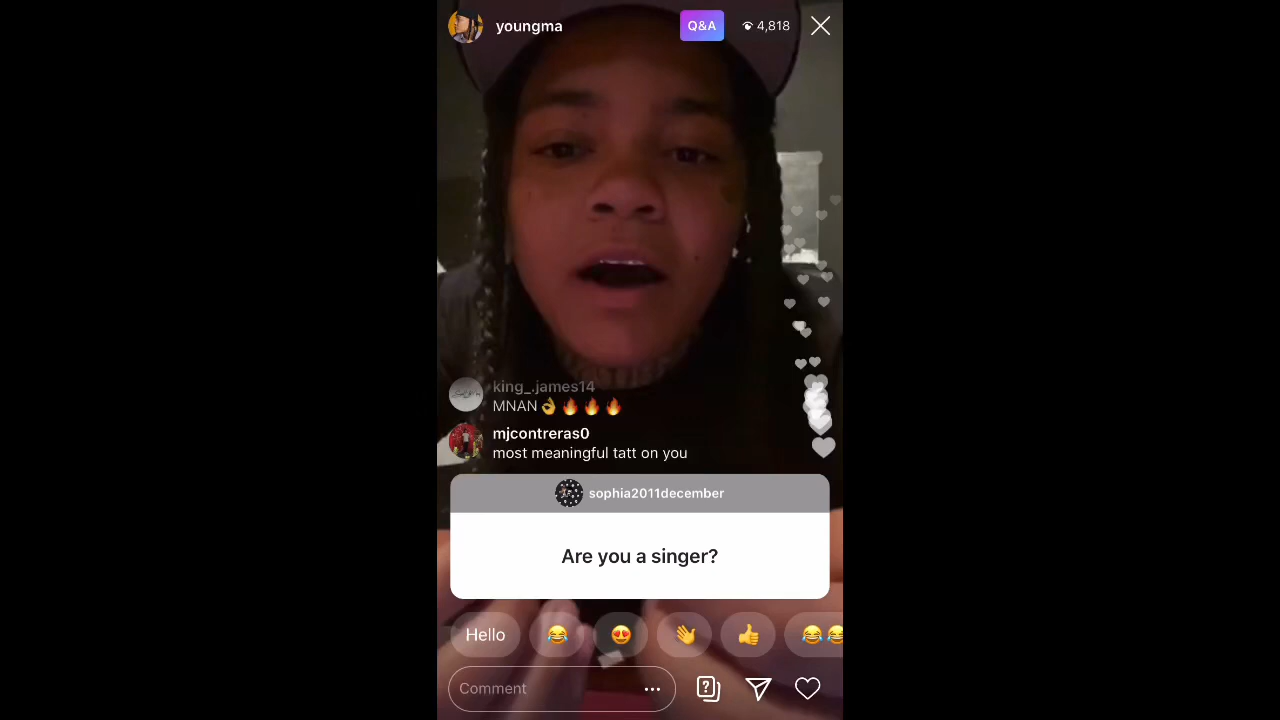 youngma
Q&A
4,818
king_.james14
MNAN👌🔥🔥🔥
mjcontreras0
most meaningful tatt on you
sophia2011december
Are you a singer?
Hello 😂 😍 👋 👍 😂😂
Comment